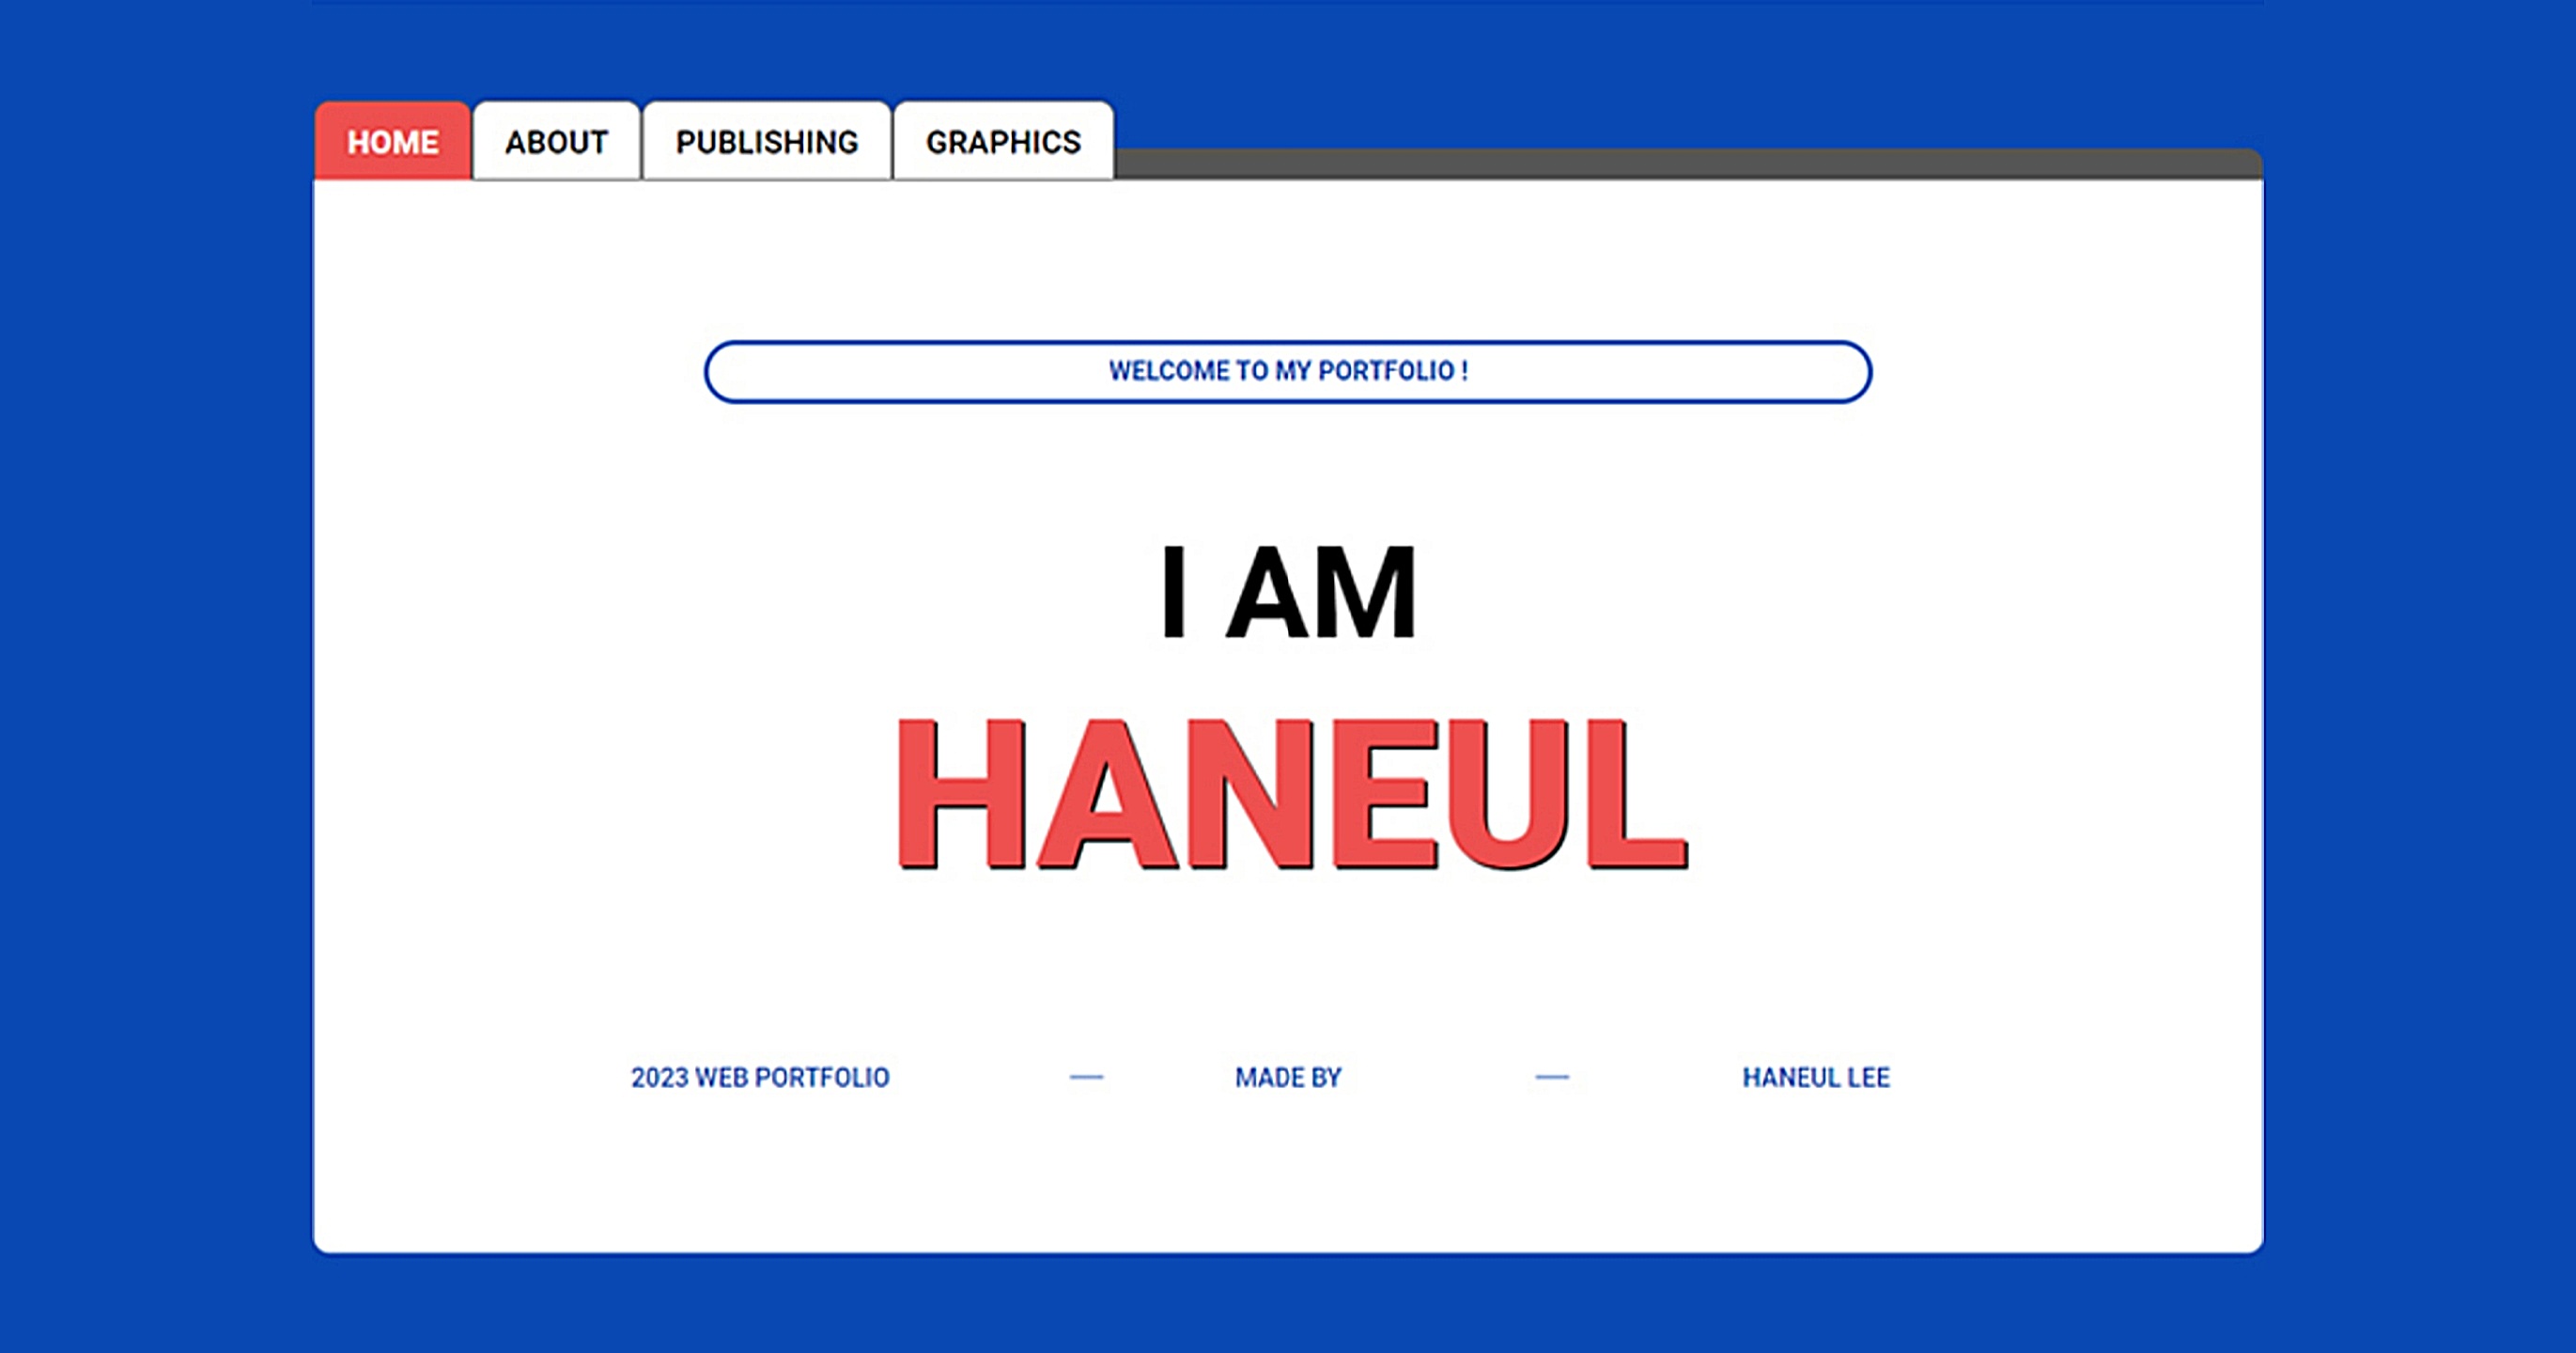 HOME ABOUT PUBLISHING GRAPHICS
WELCOME TO MY PORTFOLIO !
I AM
HANEUL
2023 WEB PORTFOLIO — MADE BY — HANEUL LEE